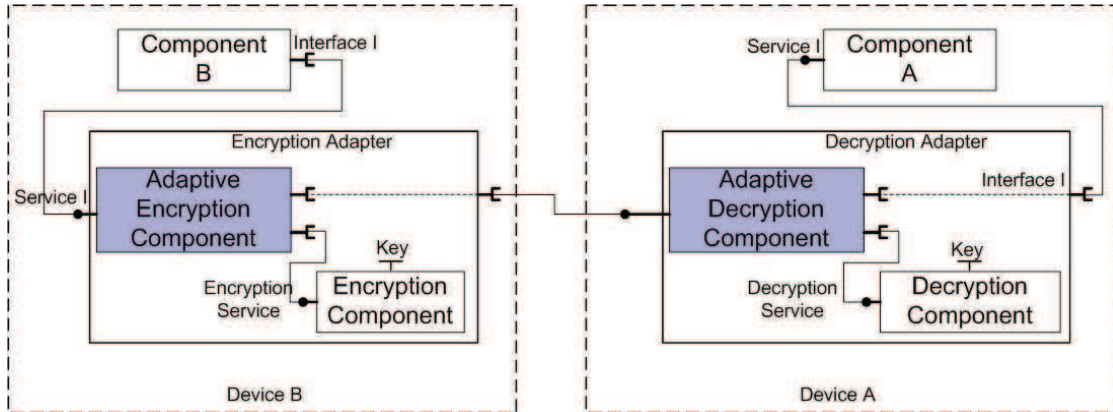 Component
B
Interface I
Encryption Adapter
Service I
Adaptive
Encryption
Component
Key
Encryption
Service
Encryption
Component
Device B
Service I
Component
A
Decryption Adapter
Adaptive
Decryption
Component
Interface I
Key
Decryption
Service
Decryption
Component
Device A